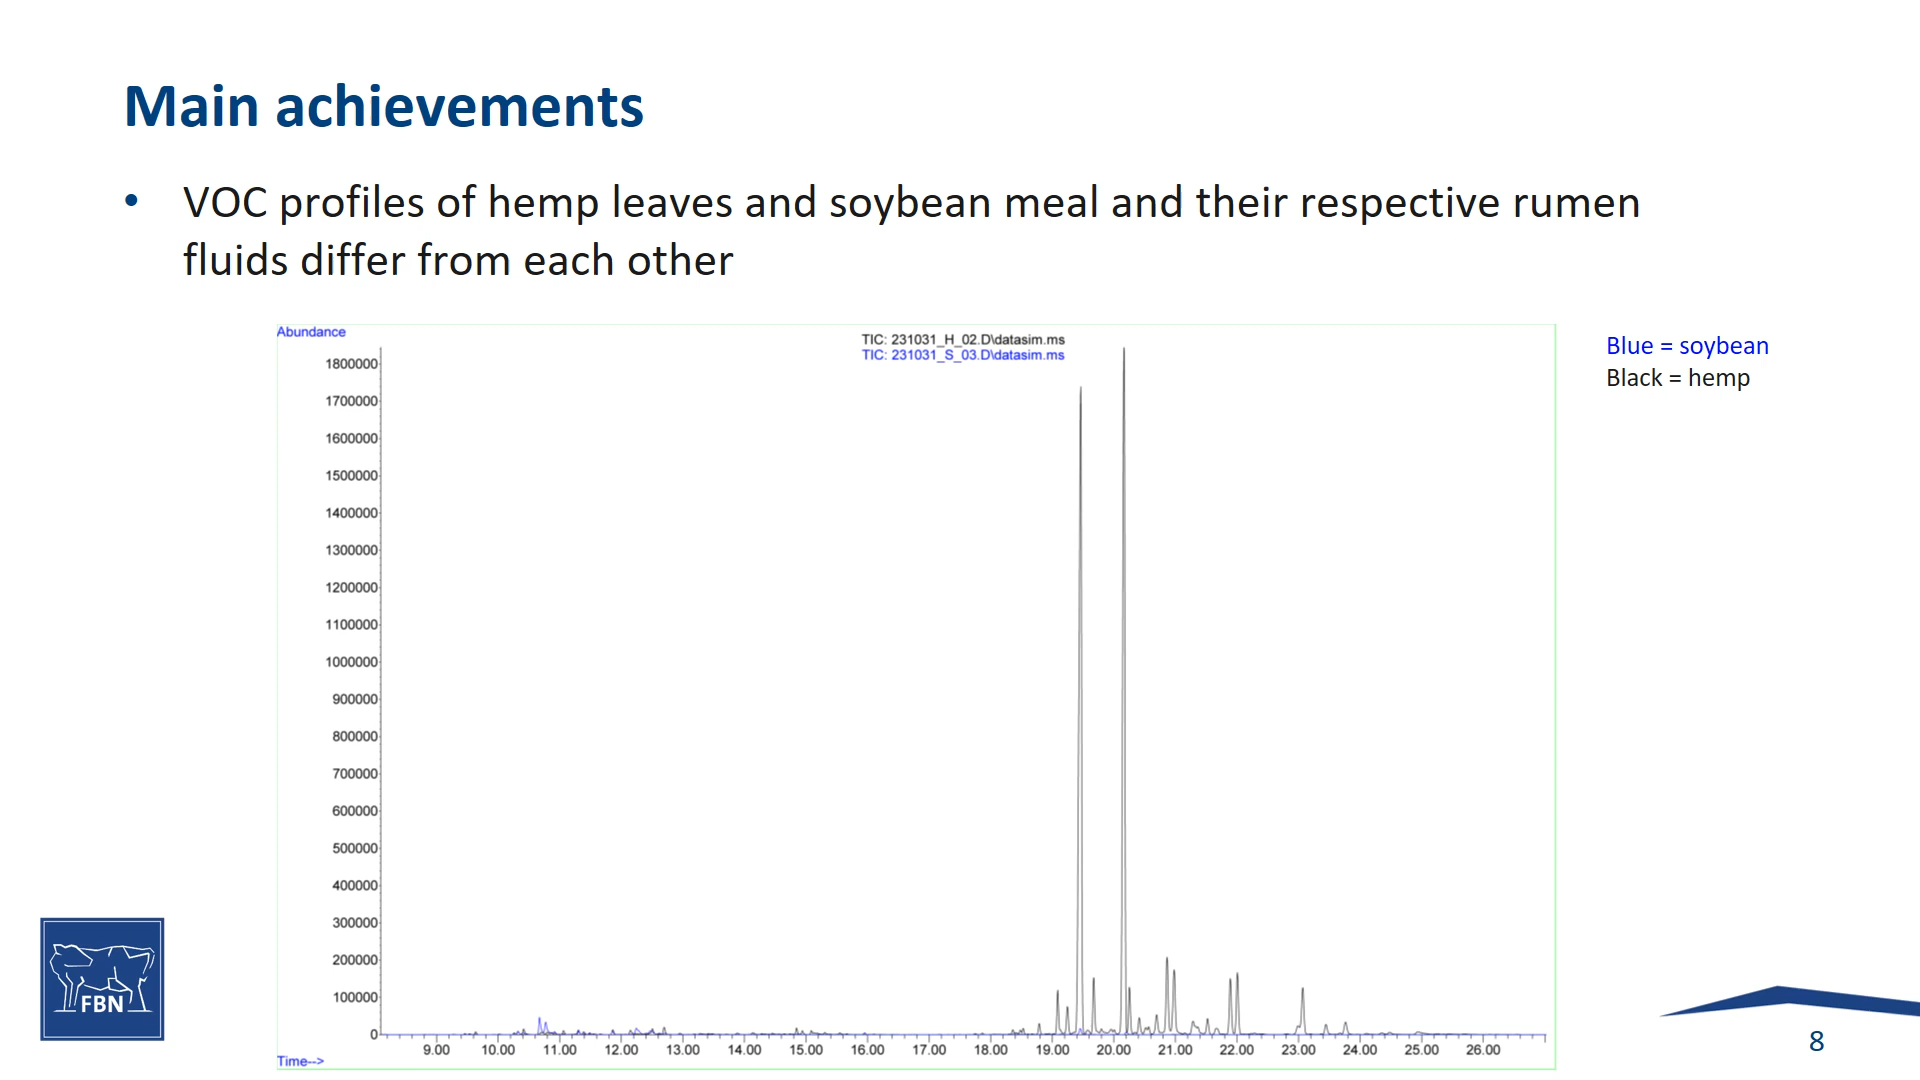 Main achievements
• VOC profiles of hemp leaves and soybean meal and their respective rumen
fluids differ from each other
Abundance
TIC: 231031_H_02.D\datasim.ms
TIC: 231031_S_03.D\datasim.ms
Blue = soybean
Black = hemp
1800000
1700000
1600000
1500000
1400000
1300000
1200000
1100000
1000000
900000
800000
700000
600000
500000
400000
300000
200000
100000
0
9.00 10.00 11.00 12.00 13.00 14.00 15.00 16.00 17.00 18.00 19.00 20.00 21.00 22.00 23.00 24.00 25.00 26.00
Time-->
FBN
8